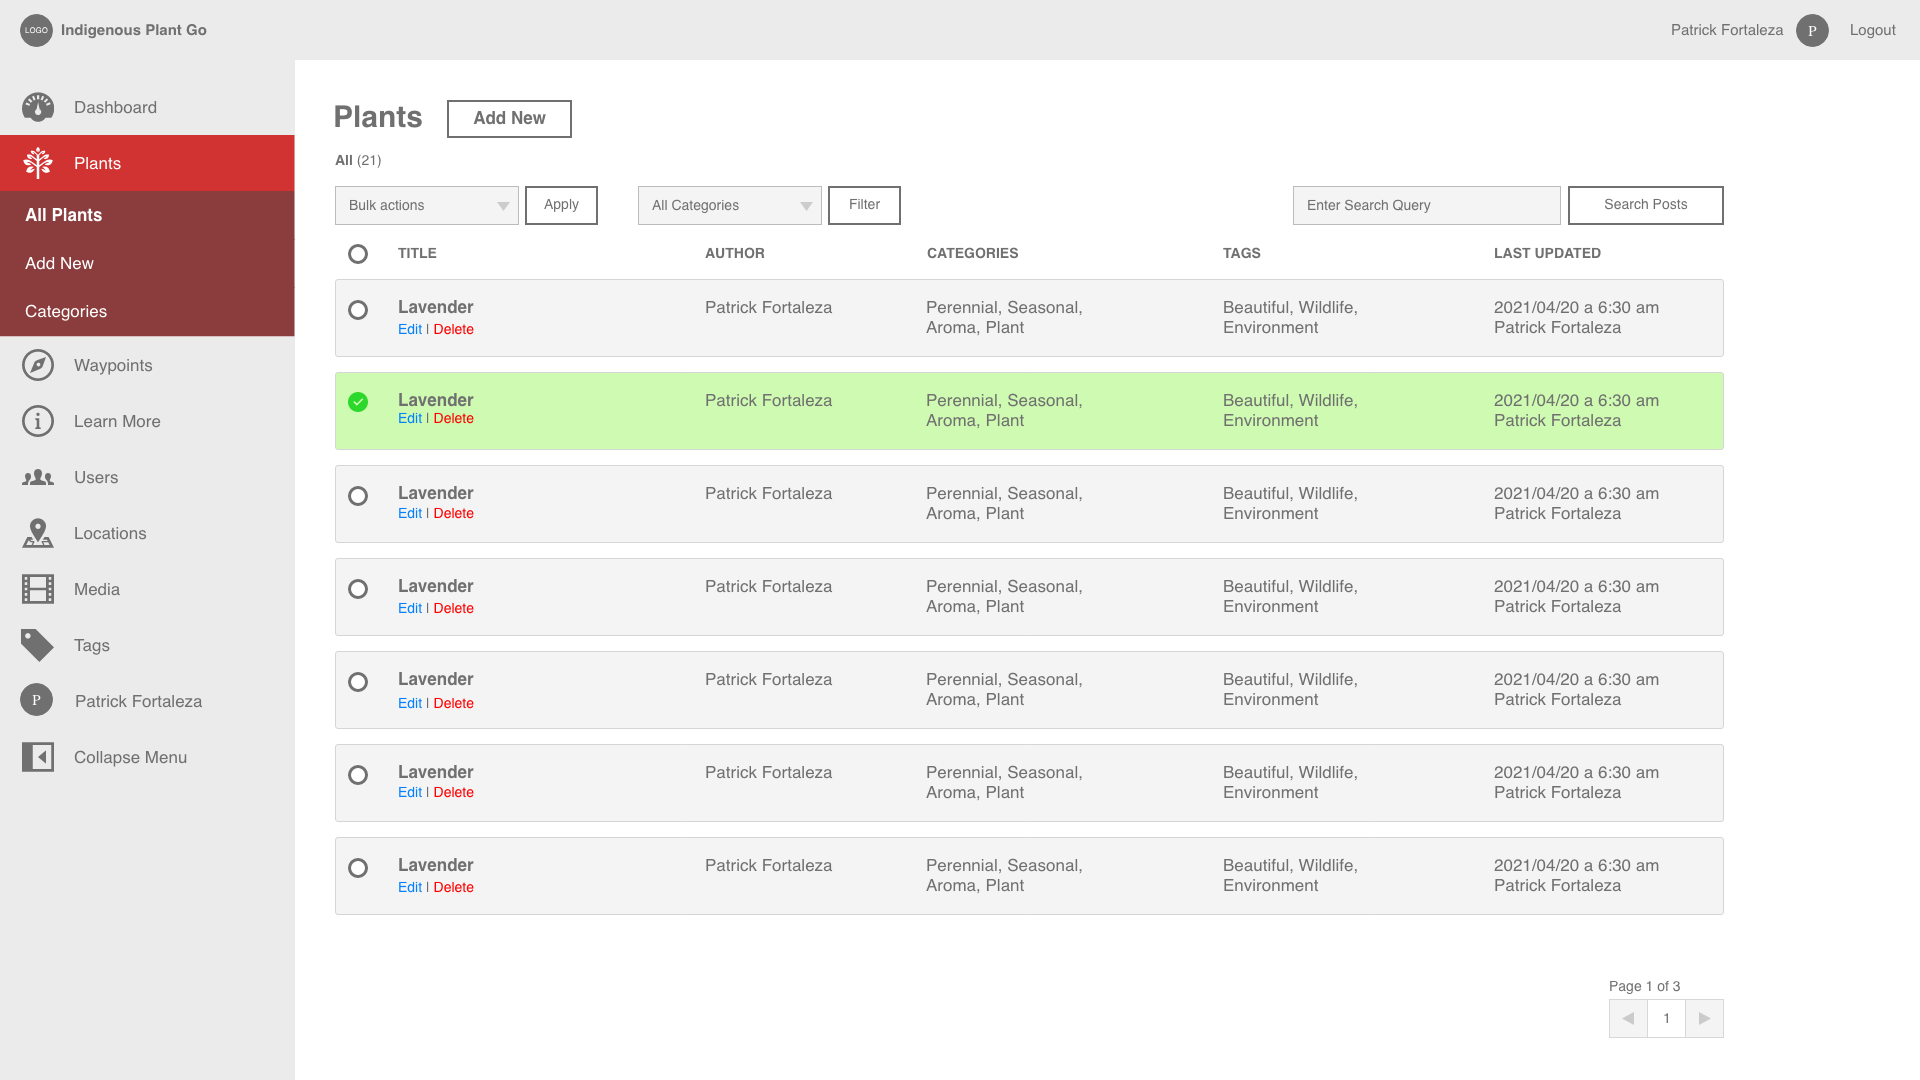 LOGO Indigenous Plant Go
Patrick Fortaleza P Logout
Dashboard
Plants
All Plants
Add New
Categories
Waypoints
Learn More
Users
Locations
Media
Tags
P Patrick Fortaleza
Collapse Menu
Plants Add New
All (21)
Bulk actions Apply All Categories Filter Enter Search Query Search Posts
TITLE AUTHOR CATEGORIES TAGS LAST UPDATED
Lavender Patrick Fortaleza Perennial, Seasonal, Beautiful, Wildlife, 2021/04/20 a 6:30 am
Edit | Delete Aroma, Plant Environment Patrick Fortaleza
Lavender Patrick Fortaleza Perennial, Seasonal, Beautiful, Wildlife, 2021/04/20 a 6:30 am
Edit | Delete Aroma, Plant Environment Patrick Fortaleza
Lavender Patrick Fortaleza Perennial, Seasonal, Beautiful, Wildlife, 2021/04/20 a 6:30 am
Edit | Delete Aroma, Plant Environment Patrick Fortaleza
Lavender Patrick Fortaleza Perennial, Seasonal, Beautiful, Wildlife, 2021/04/20 a 6:30 am
Edit | Delete Aroma, Plant Environment Patrick Fortaleza
Lavender Patrick Fortaleza Perennial, Seasonal, Beautiful, Wildlife, 2021/04/20 a 6:30 am
Edit | Delete Aroma, Plant Environment Patrick Fortaleza
Lavender Patrick Fortaleza Perennial, Seasonal, Beautiful, Wildlife, 2021/04/20 a 6:30 am
Edit | Delete Aroma, Plant Environment Patrick Fortaleza
Lavender Patrick Fortaleza Perennial, Seasonal, Beautiful, Wildlife, 2021/04/20 a 6:30 am
Edit | Delete Aroma, Plant Environment Patrick Fortaleza
Page 1 of 3
1